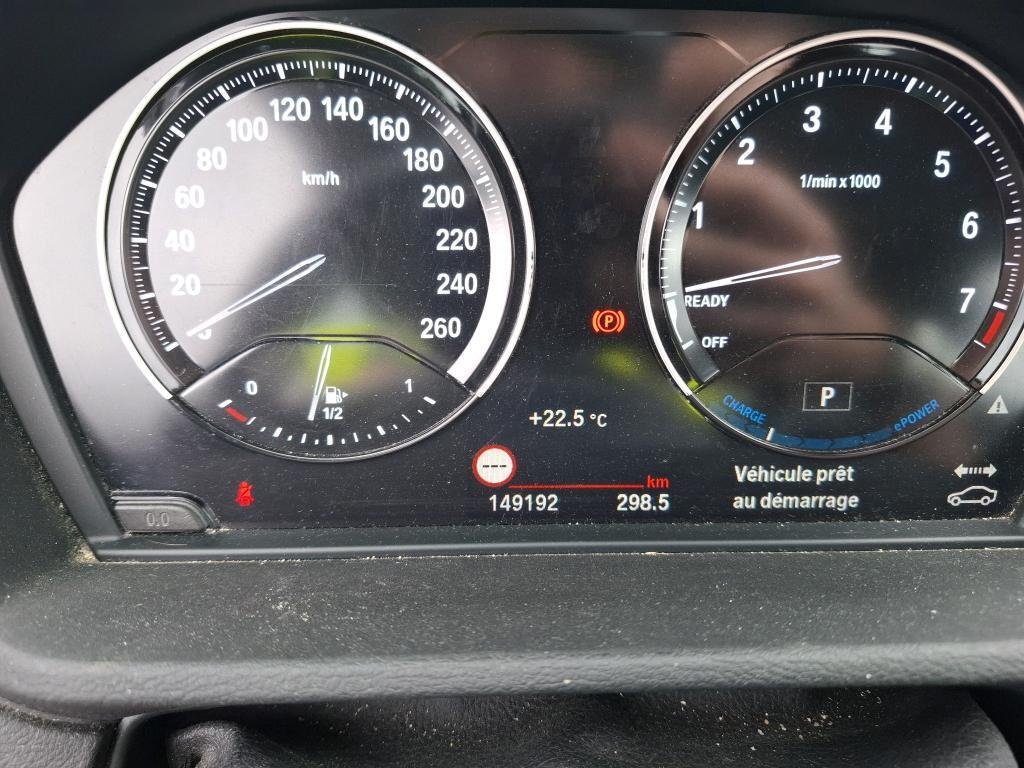 0 20 40 60 80 100 120 140 160 180 200 220 240 260
km/h
0 1/2 1
(P)
+22.5 °C
---
km
149192 298.5
0.0
1 2 3 4 5 6 7
1/min x 1000
READY
OFF
P
CHARGE ePOWER
Véhicule prêt
au démarrage